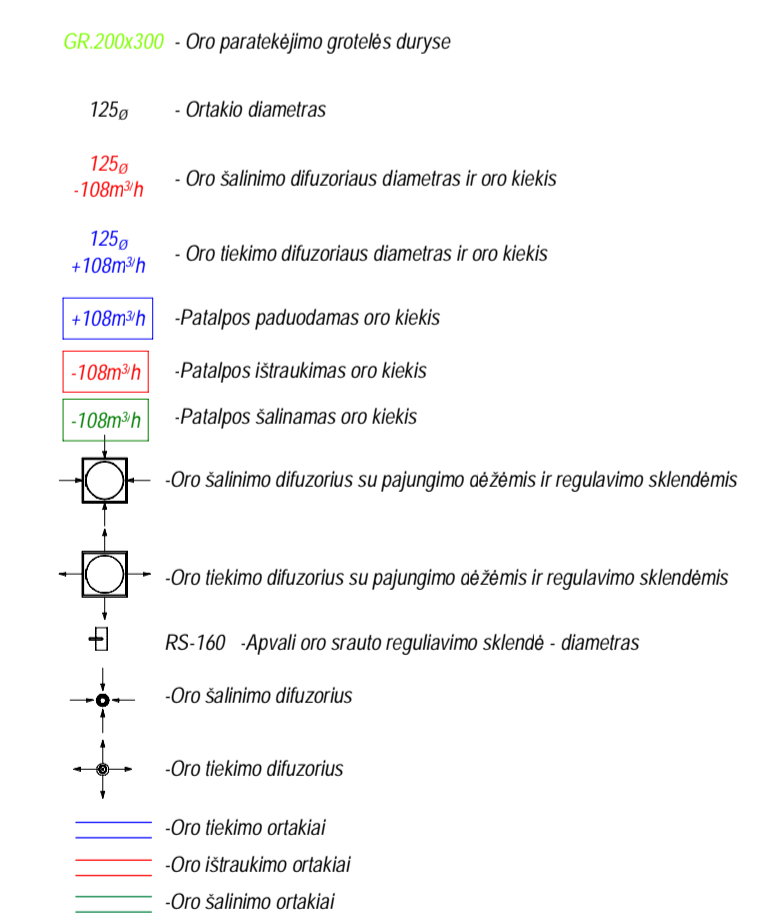 GR.200x300 - Oro paratekėjimo grotelės duryse
125ø - Ortakio diametras
125ø
-108m³/h - Oro šalinimo difuzoriaus diametras ir oro kiekis
125ø
+108m³/h - Oro tiekimo difuzoriaus diametras ir oro kiekis
+108m³/h -Patalpos paduodamas oro kiekis
-108m³/h -Patalpos ištraukimas oro kiekis
-108m³/h -Patalpos šalinamas oro kiekis
-Oro šalinimo difuzorius su pajungimo dėžėmis ir regulavimo sklendėmis
-Oro tiekimo difuzorius su pajungimo dėžėmis ir regulavimo sklendėmis
RS-160 -Apvali oro srauto reguliavimo sklendė - diametras
-Oro šalinimo difuzorius
-Oro tiekimo difuzorius
-Oro tiekimo ortakiai
-Oro ištraukimo ortakiai
-Oro šalinimo ortakiai